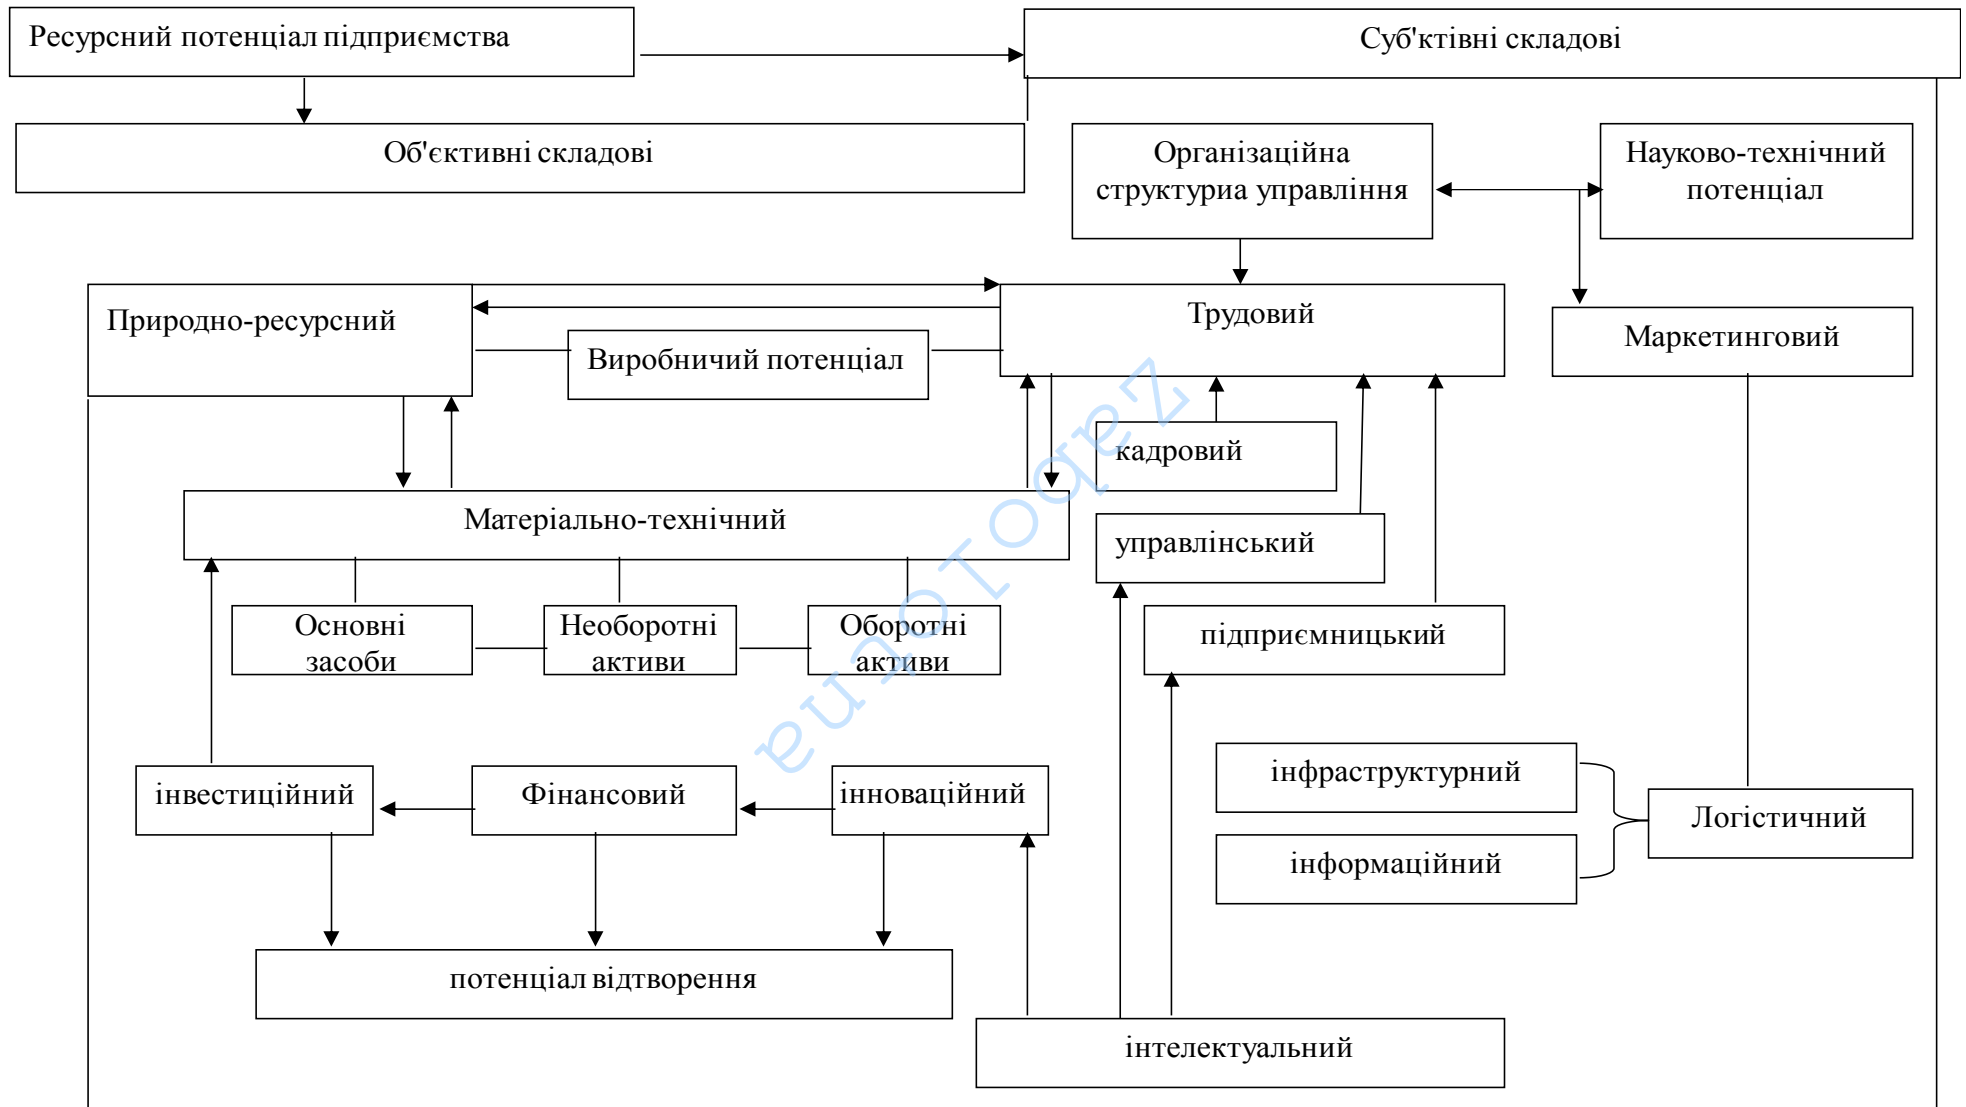 Ресурсний потенціал підприємства
Суб'ктівні складові
Об'єктивні складові
Організаційна
структуриа управління
Науково-технічний
потенціал
Природно-ресурсний
Виробничий потенціал
Трудовий
Маркетинговий
кадровий
Матеріально-технічний
управлінський
Основні
засоби
Необоротні
активи
Оборотні
активи
підприємницький
інвестиційний
Фінансовий
інноваційний
інфраструктурний
Логістичний
інформаційний
потенціал відтворення
інтелектуальний